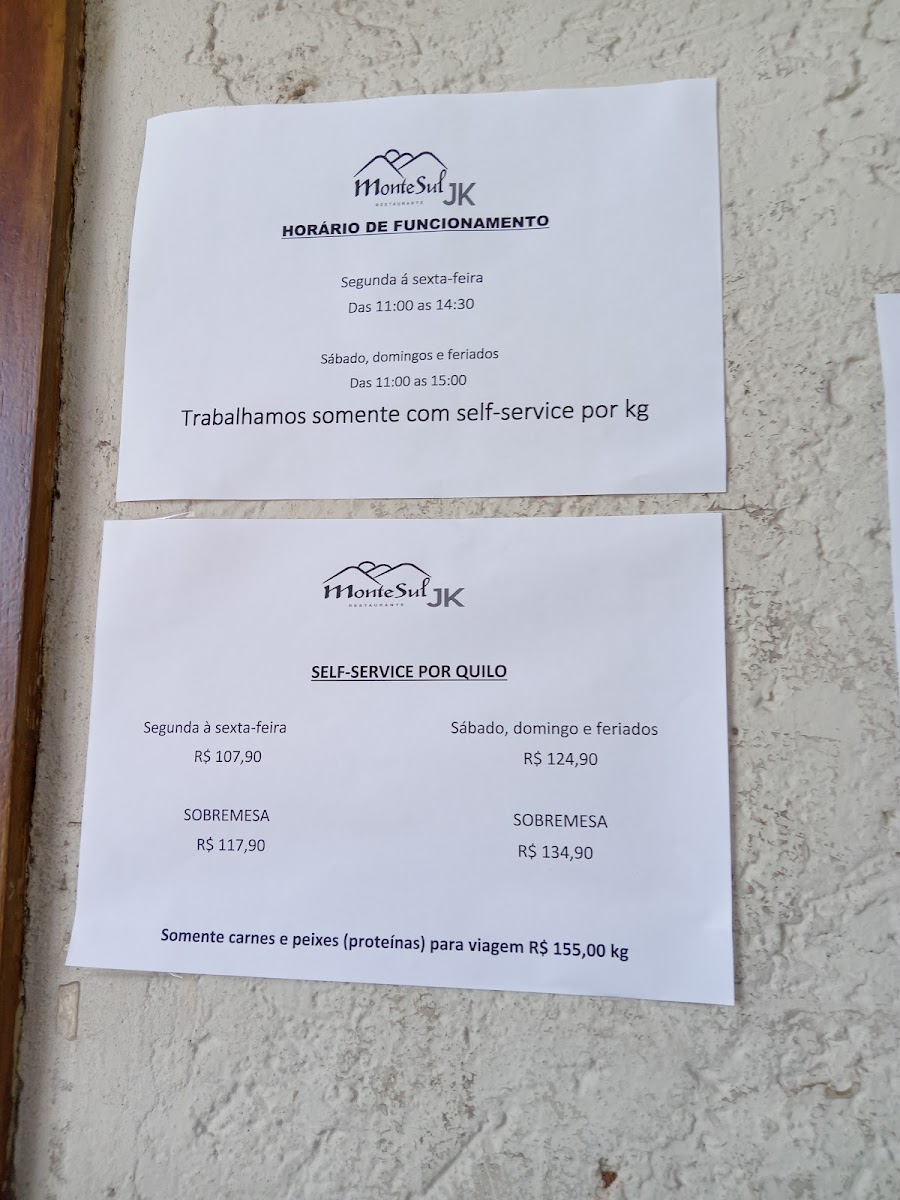 MonteSul JK
RESTAURANTE
HORÁRIO DE FUNCIONAMENTO
Segunda á sexta-feira
Das 11:00 as 14:30
Sábado, domingos e feriados
Das 11:00 as 15:00
Trabalhamos somente com self-service por kg
MonteSul JK
RESTAURANTE
SELF-SERVICE POR QUILO
Segunda à sexta-feira
R$ 107,90
SOBREMESA
R$ 117,90
Sábado, domingo e feriados
R$ 124,90
SOBREMESA
R$ 134,90
Somente carnes e peixes (proteínas) para viagem R$ 155,00 kg